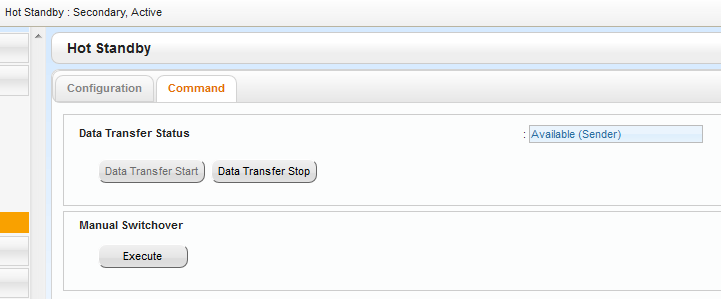 Hot Standby : Secondary, Active
Hot Standby
Configuration Command
Data Transfer Status : Available (Sender)
Data Transfer Start Data Transfer Stop
Manual Switchover
Execute